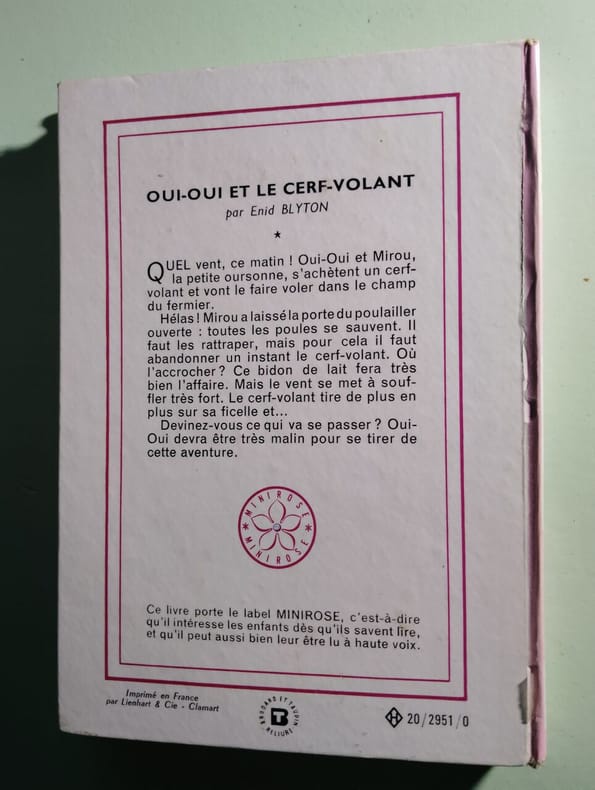 OUI-OUI ET LE CERF-VOLANT
par Enid BLYTON
★
QUEL vent, ce matin ! Oui-Oui et Mirou,
la petite oursonne, s'achètent un cerf-
volant et vont le faire voler dans le champ
du fermier.
Hélas ! Mirou a laissé la porte du poulailler
ouverte : toutes les poules se sauvent. Il
faut les rattraper, mais pour cela il faut
abandonner un instant le cerf-volant. Où
l'accrocher ? Ce bidon de lait fera très
bien l'affaire. Mais le vent se met à souf-
fler très fort. Le cerf-volant tire de plus en
plus sur sa ficelle et...
Devinez-vous ce qui va se passer ? Oui-
Oui devra être très malin pour se tirer de
cette aventure.
MINIROSE
MINIROSE
Ce livre porte le label MINIROSE, c'est-à-dire
qu'il intéresse les enfants dès qu'ils savent lire,
et qu'il peut aussi bien leur être lu à haute voix.
Imprimé en France
par Lienhart & Cie - Clamart
BRODARD ET TAUPIN
RELIURE
H 20/2951/0